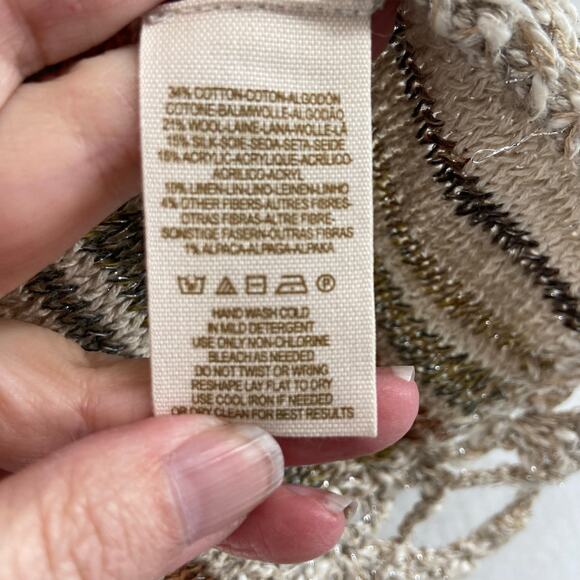 34% COTTON-COTON-ALGODÓN
COTONE-BAUMWOLLE-ALGODÃO
21% WOOL-LAINE-LANA-WOLLE-LÃ
15% SILK-SOIE-SEDA-SETA-SEIDE
15% ACRYLIC-ACRYLIQUE-ACRÍLICO-
ACRILICO-ACRYL
10% LINEN-LIN-LINO-LEINEN-LINHO
4% OTHER FIBERS-AUTRES FIBRES-
OTRAS FIBRAS-ALTRE FIBRE-
SONSTIGE FASERN-OUTRAS FIBRAS
1% ALPACA-ALPAGA-ALPAKA
P
HAND WASH COLD
IN MILD DETERGENT
USE ONLY NON-CHLORINE
BLEACH AS NEEDED
DO NOT TWIST OR WRING
RESHAPE LAY FLAT TO DRY
USE COOL IRON IF NEEDED
OR DRY CLEAN FOR BEST RESULTS